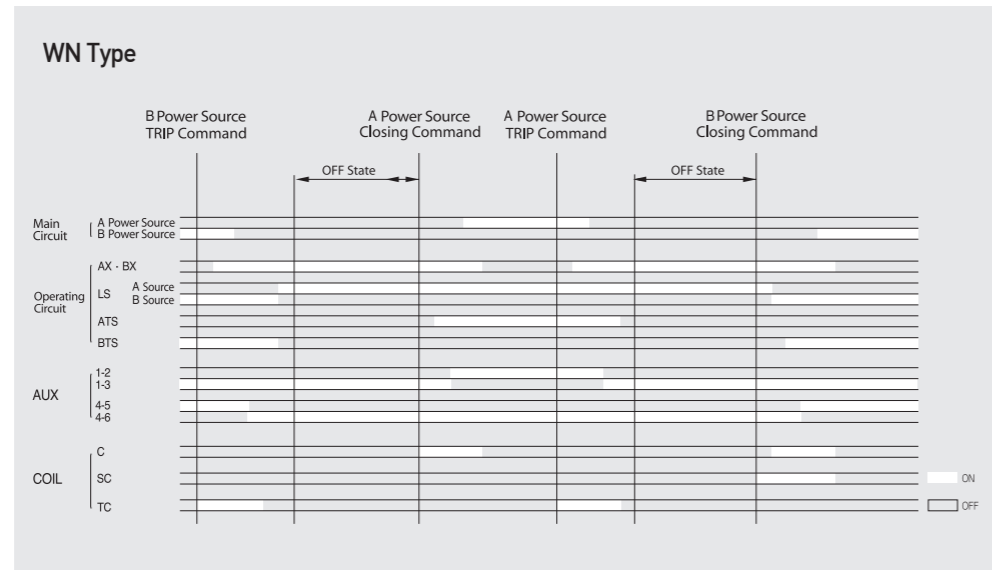 WN Type
B Power Source
TRIP Command
A Power Source
Closing Command
A Power Source
TRIP Command
B Power Source
Closing Command
OFF State
OFF State
Main
Circuit
A Power Source
B Power Source
Operating
Circuit
AX - BX
LS
A Source
B Source
ATS
BTS
AUX
1-2
1-3
4-5
4-6
COIL
C
SC
TC
ON
OFF